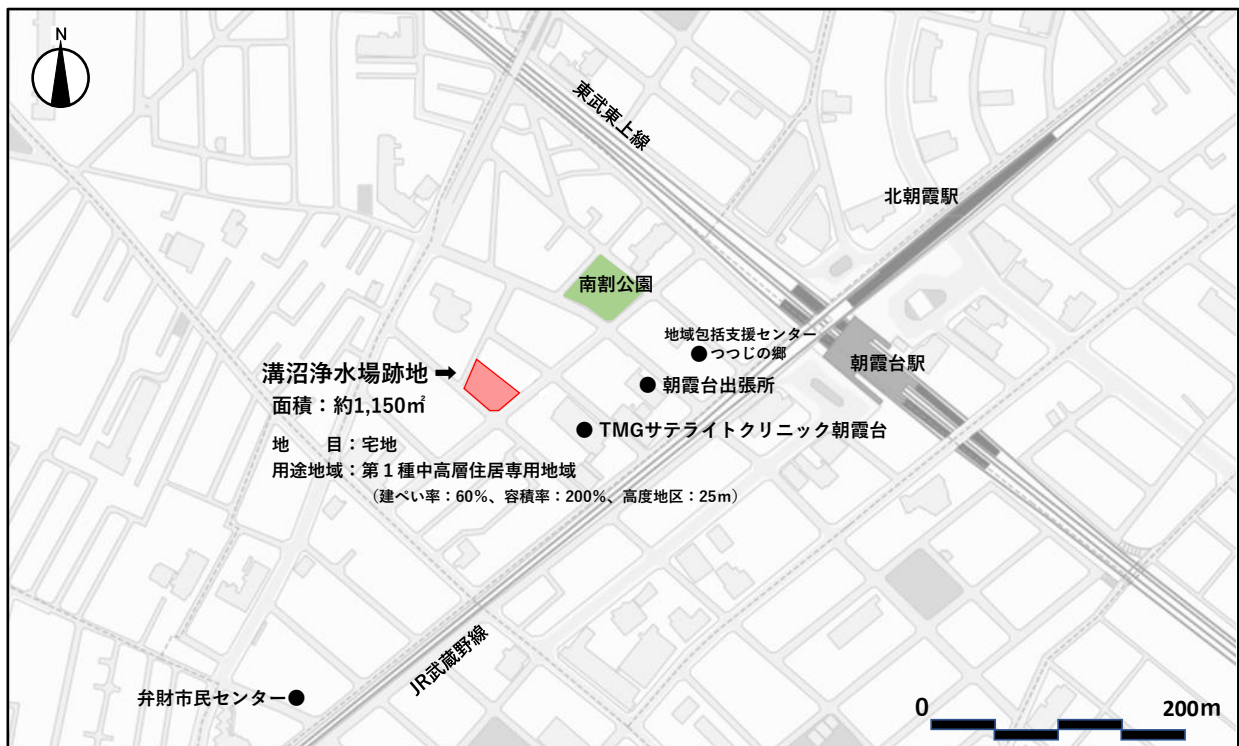 N
東武東上線
北朝霞駅
南割公園
地域包括支援センター
つつじの郷
朝霞台駅
溝沼浄水場跡地 ➡
面積：約1,150㎡
朝霞台出張所
TMGサテライトクリニック朝霞台
地　　目：宅地
用途地域：第１種中高層住居専用地域
（建ぺい率：60%、容積率：200%、高度地区：25m）
JR武蔵野線
弁財市民センター
0 200m